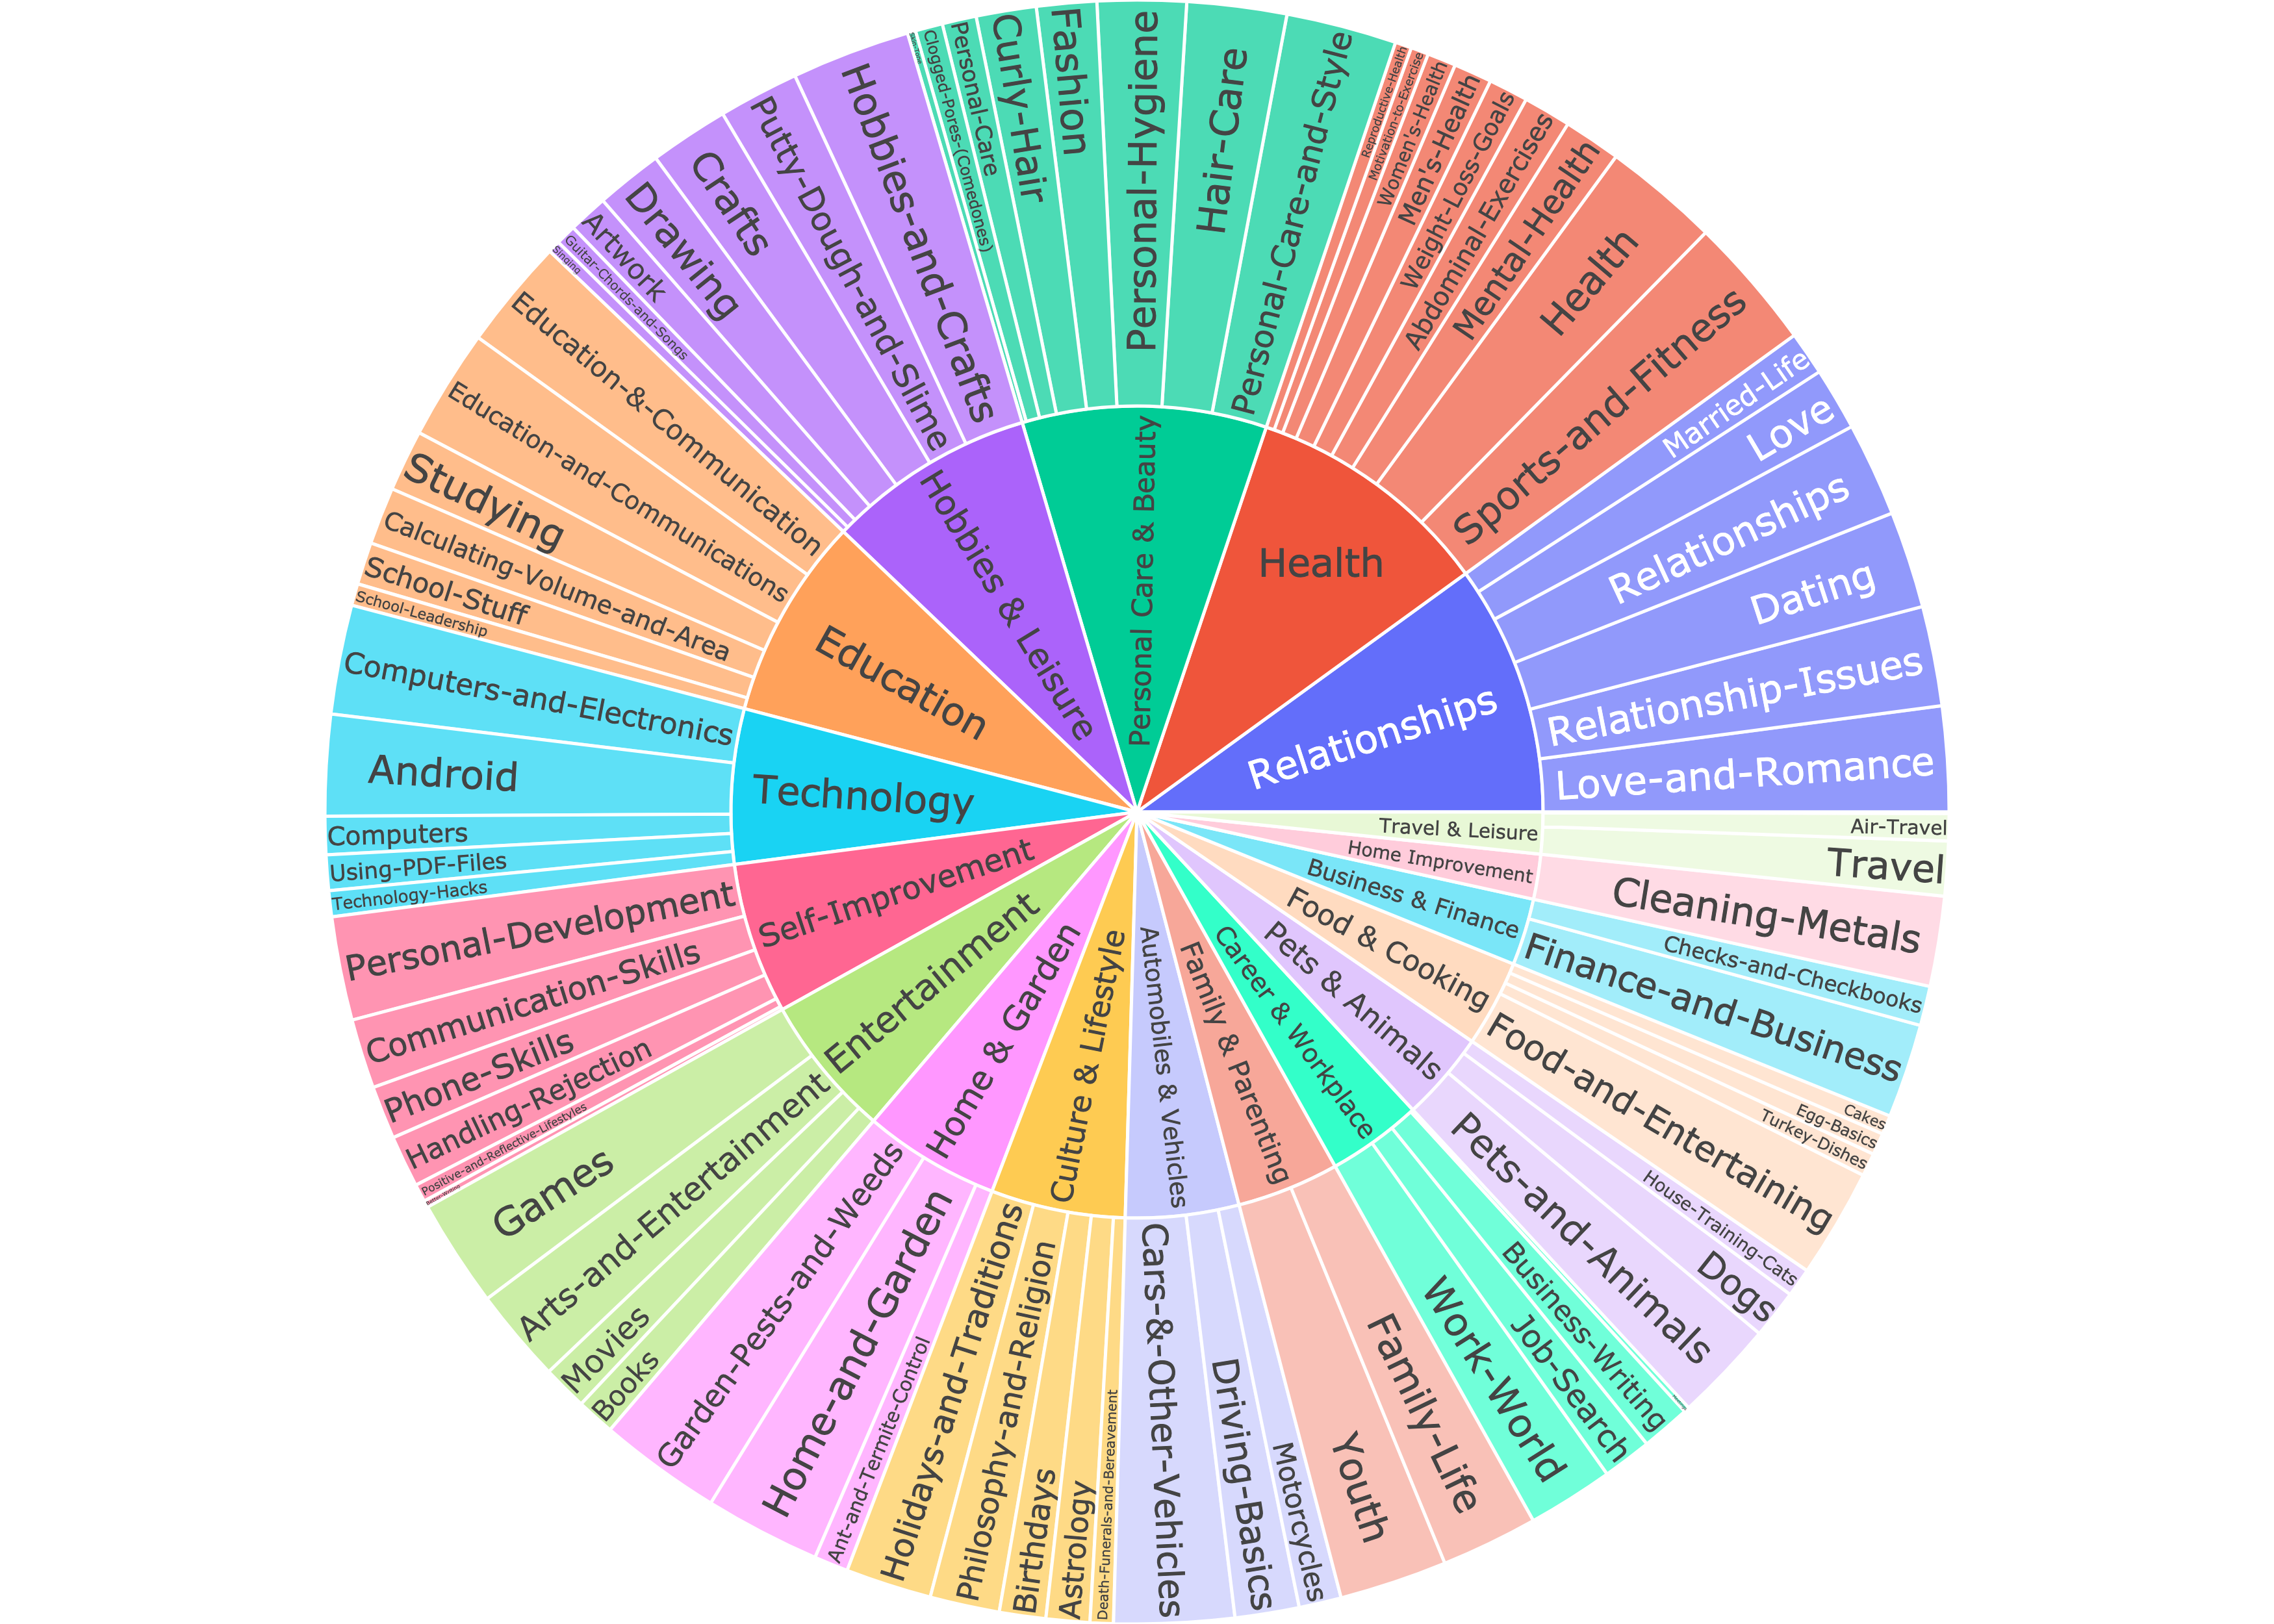 Relationships
Love-and-Romance
Relationship-Issues
Dating
Relationships
Love
Married-Life
Health
Sports-and-Fitness
Health
Mental-Health
Abdominal-Exercises
Weight-Loss-Goals
Men's-Health
Women's-Health
Motivation-to-Exercise
Reproductive-Health
Personal Care & Beauty
Personal-Care-and-Style
Hair-Care
Personal-Hygiene
Fashion
Curly-Hair
Personal-Care
Clogged-Pores-(Comedones)
Hobbies & Leisure
Hobbies-and-Crafts
Putty-Dough-and-Slime
Crafts
Drawing
Artwork
Guitar-Chords-and-Songs
Singing
Education
Education-&-Communication
Education-and-Communications
Studying
Calculating-Volume-and-Area
School-Stuff
School-Leadership
Technology
Computers-and-Electronics
Android
Computers
Using-PDF-Files
Technology-Hacks
Self-Improvement
Personal-Development
Communication-Skills
Phone-Skills
Handling-Rejection
Positive-and-Reflective-Lifestyles
Entertainment
Games
Arts-and-Entertainment
Movies
Books
Home & Garden
Garden-Pests-and-Weeds
Home-and-Garden
Ant-and-Termite-Control
Culture & Lifestyle
Holidays-and-Traditions
Philosophy-and-Religion
Birthdays
Astrology
Death-Funerals-and-Bereavement
Automobiles & Vehicles
Cars-&-Other-Vehicles
Driving-Basics
Motorcycles
Family & Parenting
Youth
Family-Life
Career & Workplace
Work-World
Job-Search
Business-Writing
Pets & Animals
Pets-and-Animals
Dogs
House-Training-Cats
Food & Cooking
Food-and-Entertaining
Turkey-Dishes
Egg-Basics
Cakes
Business & Finance
Finance-and-Business
Checks-and-Checkbooks
Home Improvement
Cleaning-Metals
Travel & Leisure
Travel
Air-Travel